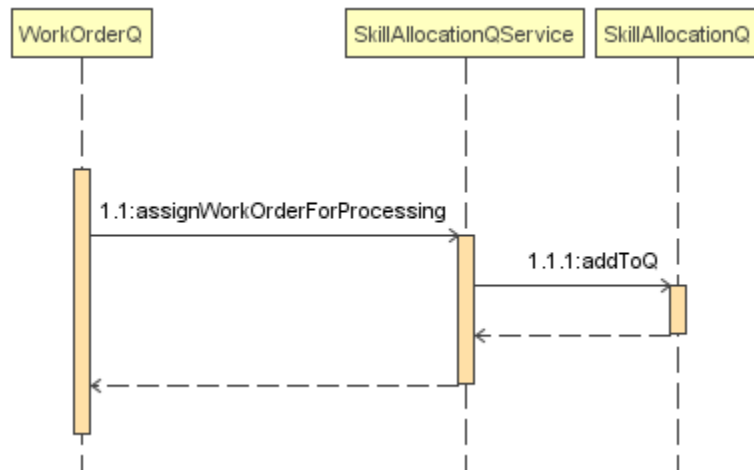 WorkOrderQ
SkillAllocationQService
SkillAllocationQ
1.1:assignWorkOrderForProcessing
1.1.1:addToQ